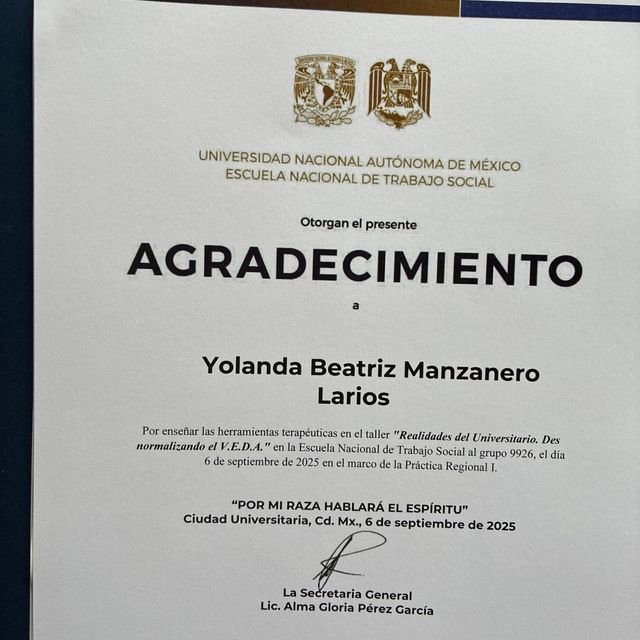 UNIVERSIDAD NACIONAL AUTÓNOMA DE MÉXICO
ESCUELA NACIONAL DE TRABAJO SOCIAL
Otorgan el presente
AGRADECIMIENTO
a
Yolanda Beatriz Manzanero
Larios
Por enseñar las herramientas terapéuticas en el taller "Realidades del Universitario. Des
normalizando el V.E.D.A." en la Escuela Nacional de Trabajo Social al grupo 9926, el día
6 de septiembre de 2025 en el marco de la Práctica Regional I.
“POR MI RAZA HABLARÁ EL ESPÍRITU”
Ciudad Universitaria, Cd. Mx., 6 de septiembre de 2025
La Secretaria General
Lic. Alma Gloria Pérez García